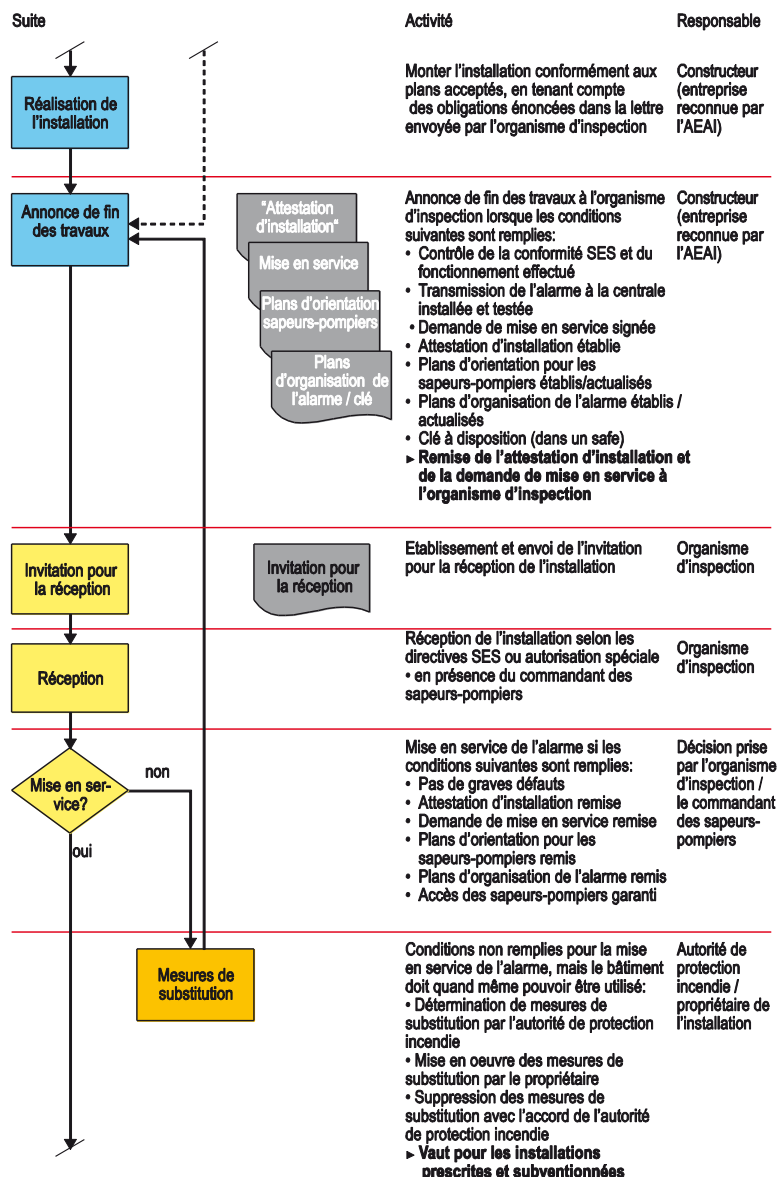 Suite
Activité
Responsable
Réalisation de
l'installation
Monter l'installation conformément aux
plans acceptés, en tenant compte
des obligations énoncées dans la lettre
envoyée par l'organisme d'inspection
Constructeur
(entreprise
reconnue par
l'AEAI)
Annonce de fin
des travaux
"Attestation
d'installation"
Mise en service
Plans d'orientation
sapeurs-pompiers
Plans
d'organisation de
l'alarme / clé
Annonce de fin des travaux à l'organisme
d'inspection lorsque les conditions
suivantes sont remplies:
• Contrôle de la conformité SES et du
fonctionnement effectué
• Transmission de l'alarme à la centrale
installée et testée
• Demande de mise en service signée
• Attestation d'installation établie
• Plans d'orientation pour les
sapeurs-pompiers établis/actualisés
• Plans d'organisation de l'alarme établis /
actualisés
• Clé à disposition (dans un safe)
► Remise de l'attestation d'installation et
de la demande de mise en service à
l'organisme d'inspection
Constructeur
(entreprise
reconnue par
l'AEAI)
Invitation pour
la réception
Invitation pour
la réception
Etablissement et envoi de l'invitation
pour la réception de l'installation
Organisme
d'inspection
Réception
Réception de l'installation selon les
directives SES ou autorisation spéciale
• en présence du commandant des
sapeurs-pompiers
Organisme
d'inspection
Mise en ser-
vice?
non
oui
Mise en service de l'alarme si les
conditions suivantes sont remplies:
• Pas de graves défauts
• Attestation d'installation remise
• Demande de mise en service remise
• Plans d'orientation pour les
sapeurs-pompiers remis
• Plans d'organisation de l'alarme remis
• Accès des sapeurs-pompiers garanti
Décision prise
par l'organisme
d'inspection /
le commandant
des sapeurs-
pompiers
Mesures de
substitution
Conditions non remplies pour la mise
en service de l'alarme, mais le bâtiment
doit quand même pouvoir être utilisé:
• Détermination de mesures de
substitution par l'autorité de protection
incendie
• Mise en oeuvre des mesures de
substitution par le propriétaire
• Suppression des mesures de
substitution avec l'accord de l'autorité
de protection incendie
► Vaut pour les installations
prescrites et subventionnées
Autorité de
protection
incendie /
propriétaire de
l'installation